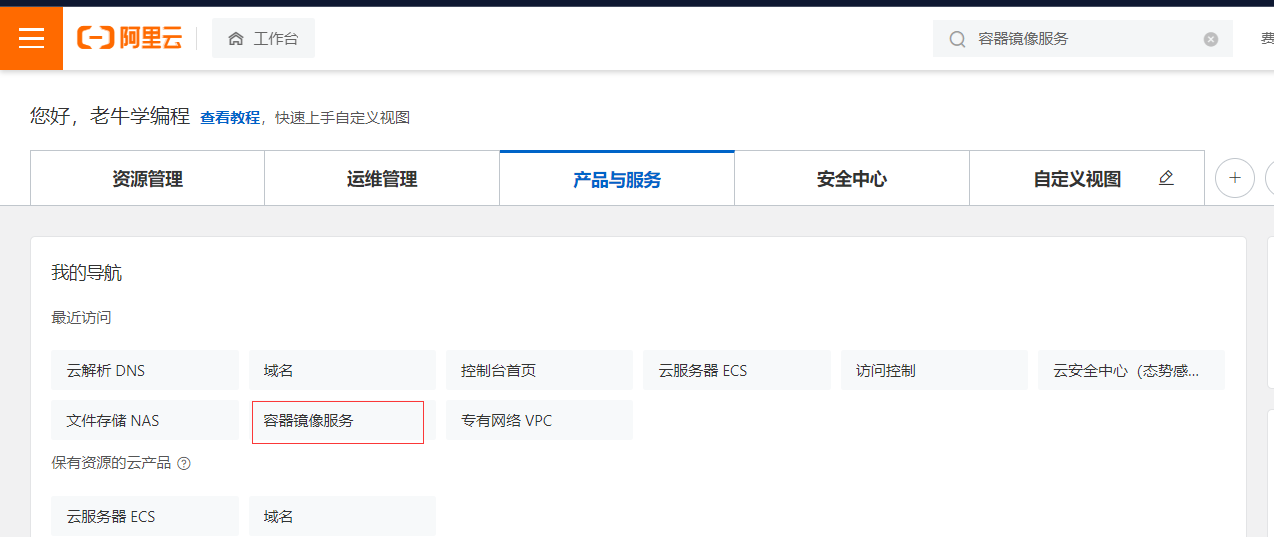 阿里云 工作台 容器镜像服务 费
您好，老牛学编程 查看教程，快速上手自定义视图
资源管理 运维管理 产品与服务 安全中心 自定义视图 +
我的导航
最近访问
云解析 DNS 域名 控制台首页 云服务器 ECS 访问控制 云安全中心（态势感...
文件存储 NAS 容器镜像服务 专有网络 VPC
保有资源的云产品 ?
云服务器 ECS 域名